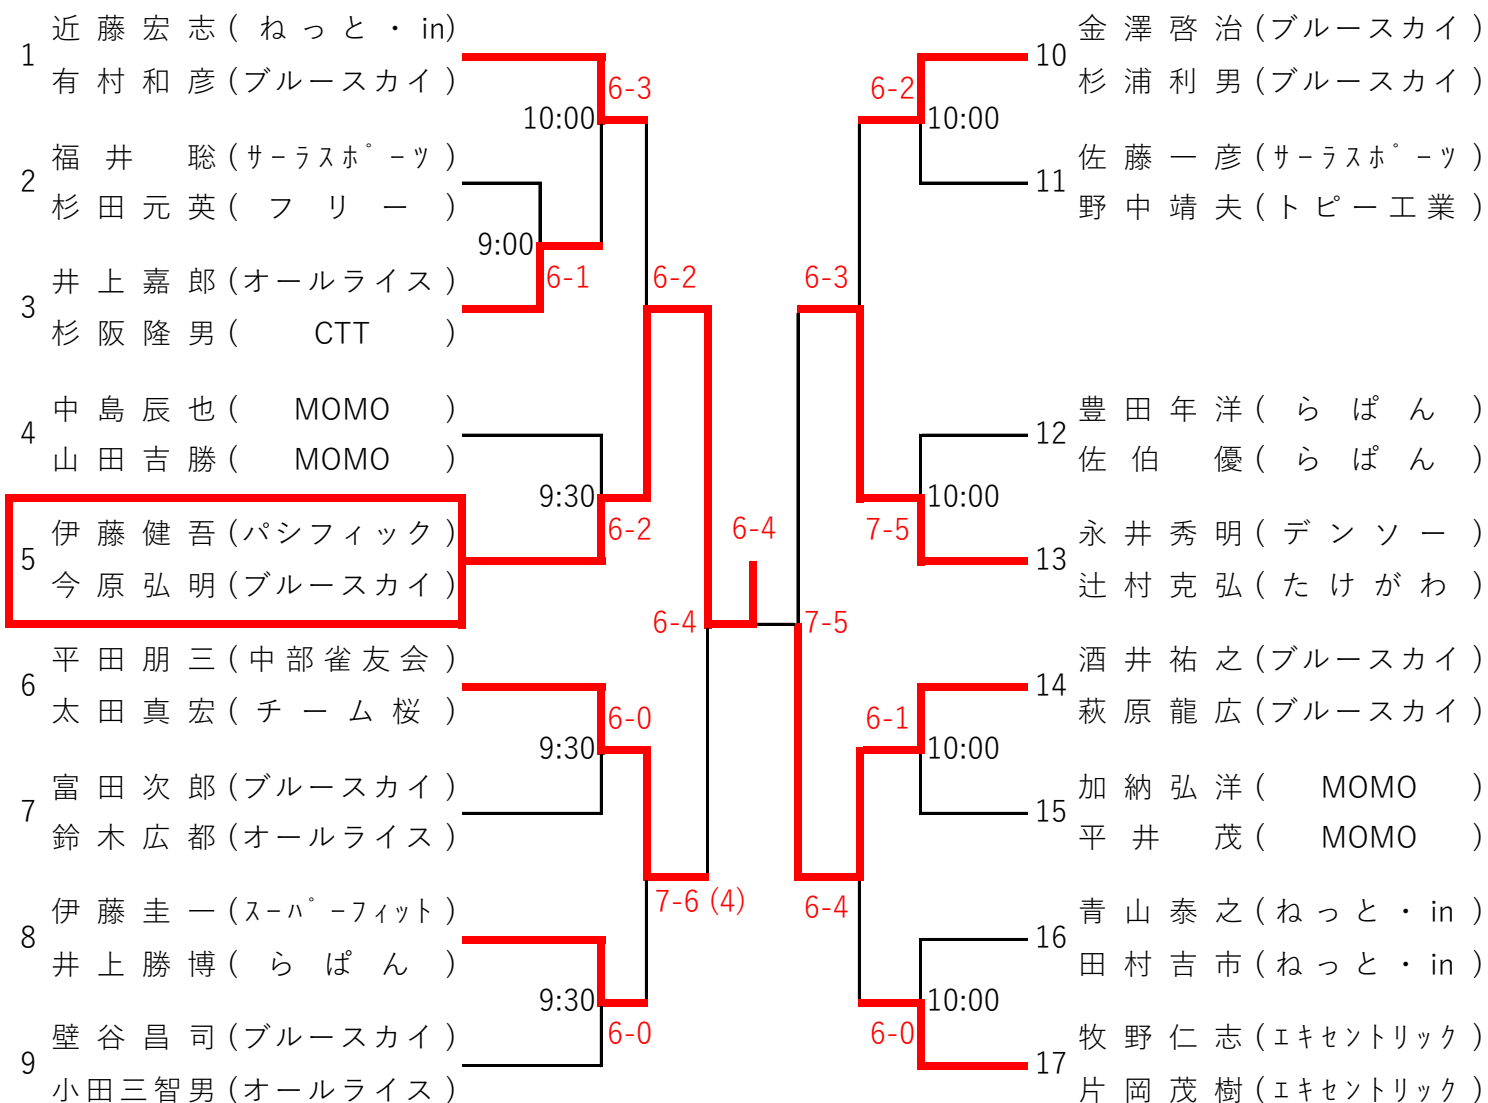 1
近藤宏志(ねっと・in)
有村和彦(ブルースカイ)
6-3
10:00
2
福井 聡(ｻｰﾗｽﾎﾟｰﾂ)
杉田元英(フリー)
9:00
6-1
3
井上嘉郎(オールライス)
杉阪隆男(CTT)
6-2
4
中島辰也(MOMO)
山田吉勝(MOMO)
9:30
6-2
5
伊藤健吾(パシフィック)
今原弘明(ブルースカイ)
6-4
6-4
6
平田朋三(中部雀友会)
太田真宏(チーム桜)
6-0
9:30
7
富田次郎(ブルースカイ)
鈴木広都(オールライス)
7-6 (4)
8
伊藤圭一(ｽｰﾊﾟｰﾌｨｯﾄ)
井上勝博(らぱん)
9:30
6-0
9
壁谷昌司(ブルースカイ)
小田三智男(オールライス)
10
金澤啓治(ブルースカイ)
杉浦利男(ブルースカイ)
6-2
10:00
11
佐藤一彦(ｻｰﾗｽﾎﾟｰﾂ)
野中靖夫(トピー工業)
6-3
12
豊田年洋(らぱん)
佐伯 優(らぱん)
10:00
7-5
13
永井秀明(デンソー)
辻村克弘(たけがわ)
7-5
14
酒井祐之(ブルースカイ)
萩原龍広(ブルースカイ)
6-1
10:00
15
加納弘洋(MOMO)
平井 茂(MOMO)
6-4
16
青山泰之(ねっと・in)
田村吉市(ねっと・in)
10:00
6-0
17
牧野仁志(ｴｷｾﾝﾄﾘｯｸ)
片岡茂樹(ｴｷｾﾝﾄﾘｯｸ)